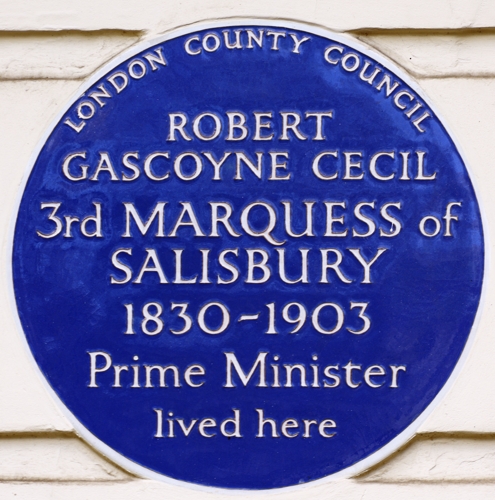 LONDON COUNTY COUNCIL
ROBERT
GASCOYNE CECIL
3rd MARQUESS of
SALISBURY
1830-1903
Prime Minister
lived here